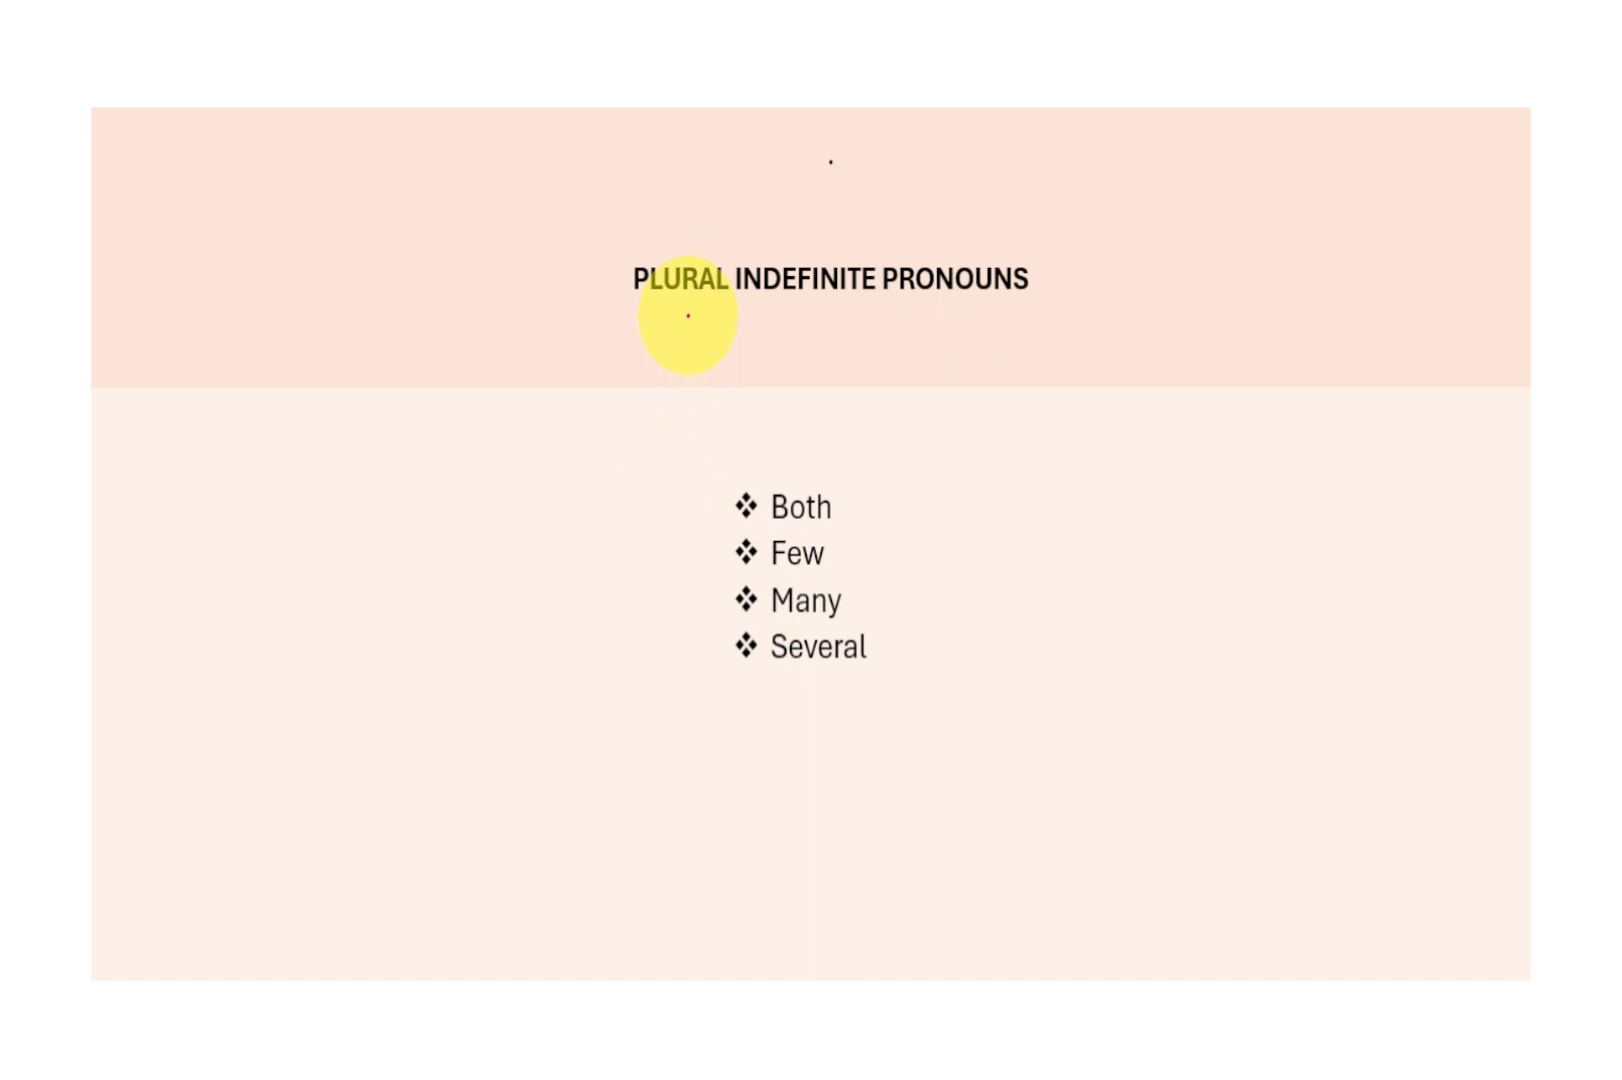 PLURAL INDEFINITE PRONOUNS
❖ Both
❖ Few
❖ Many
❖ Several